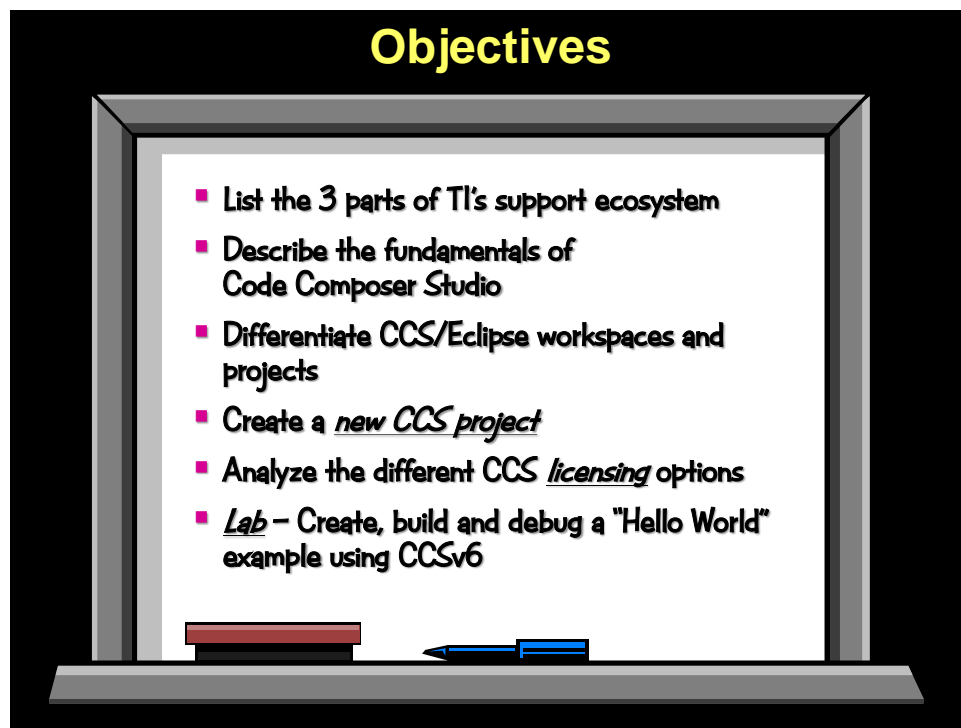 Objectives
List the 3 parts of TI's support ecosystem
Describe the fundamentals of
Code Composer Studio
Differentiate CCS/Eclipse workspaces and
projects
Create a new CCS project
Analyze the different CCS licensing options
Lab – Create, build and debug a “Hello World”
example using CCSv6